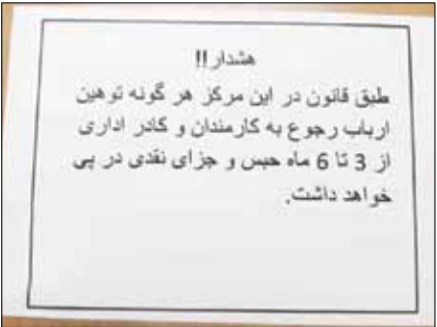 هشدار!!
طبق قانون در این مرکز هر گونه توهین
ارباب رجوع به کارمندان و کادر اداری
از 3 تا 6 ماه حبس و جزای نقدی در پی
خواهد داشت.